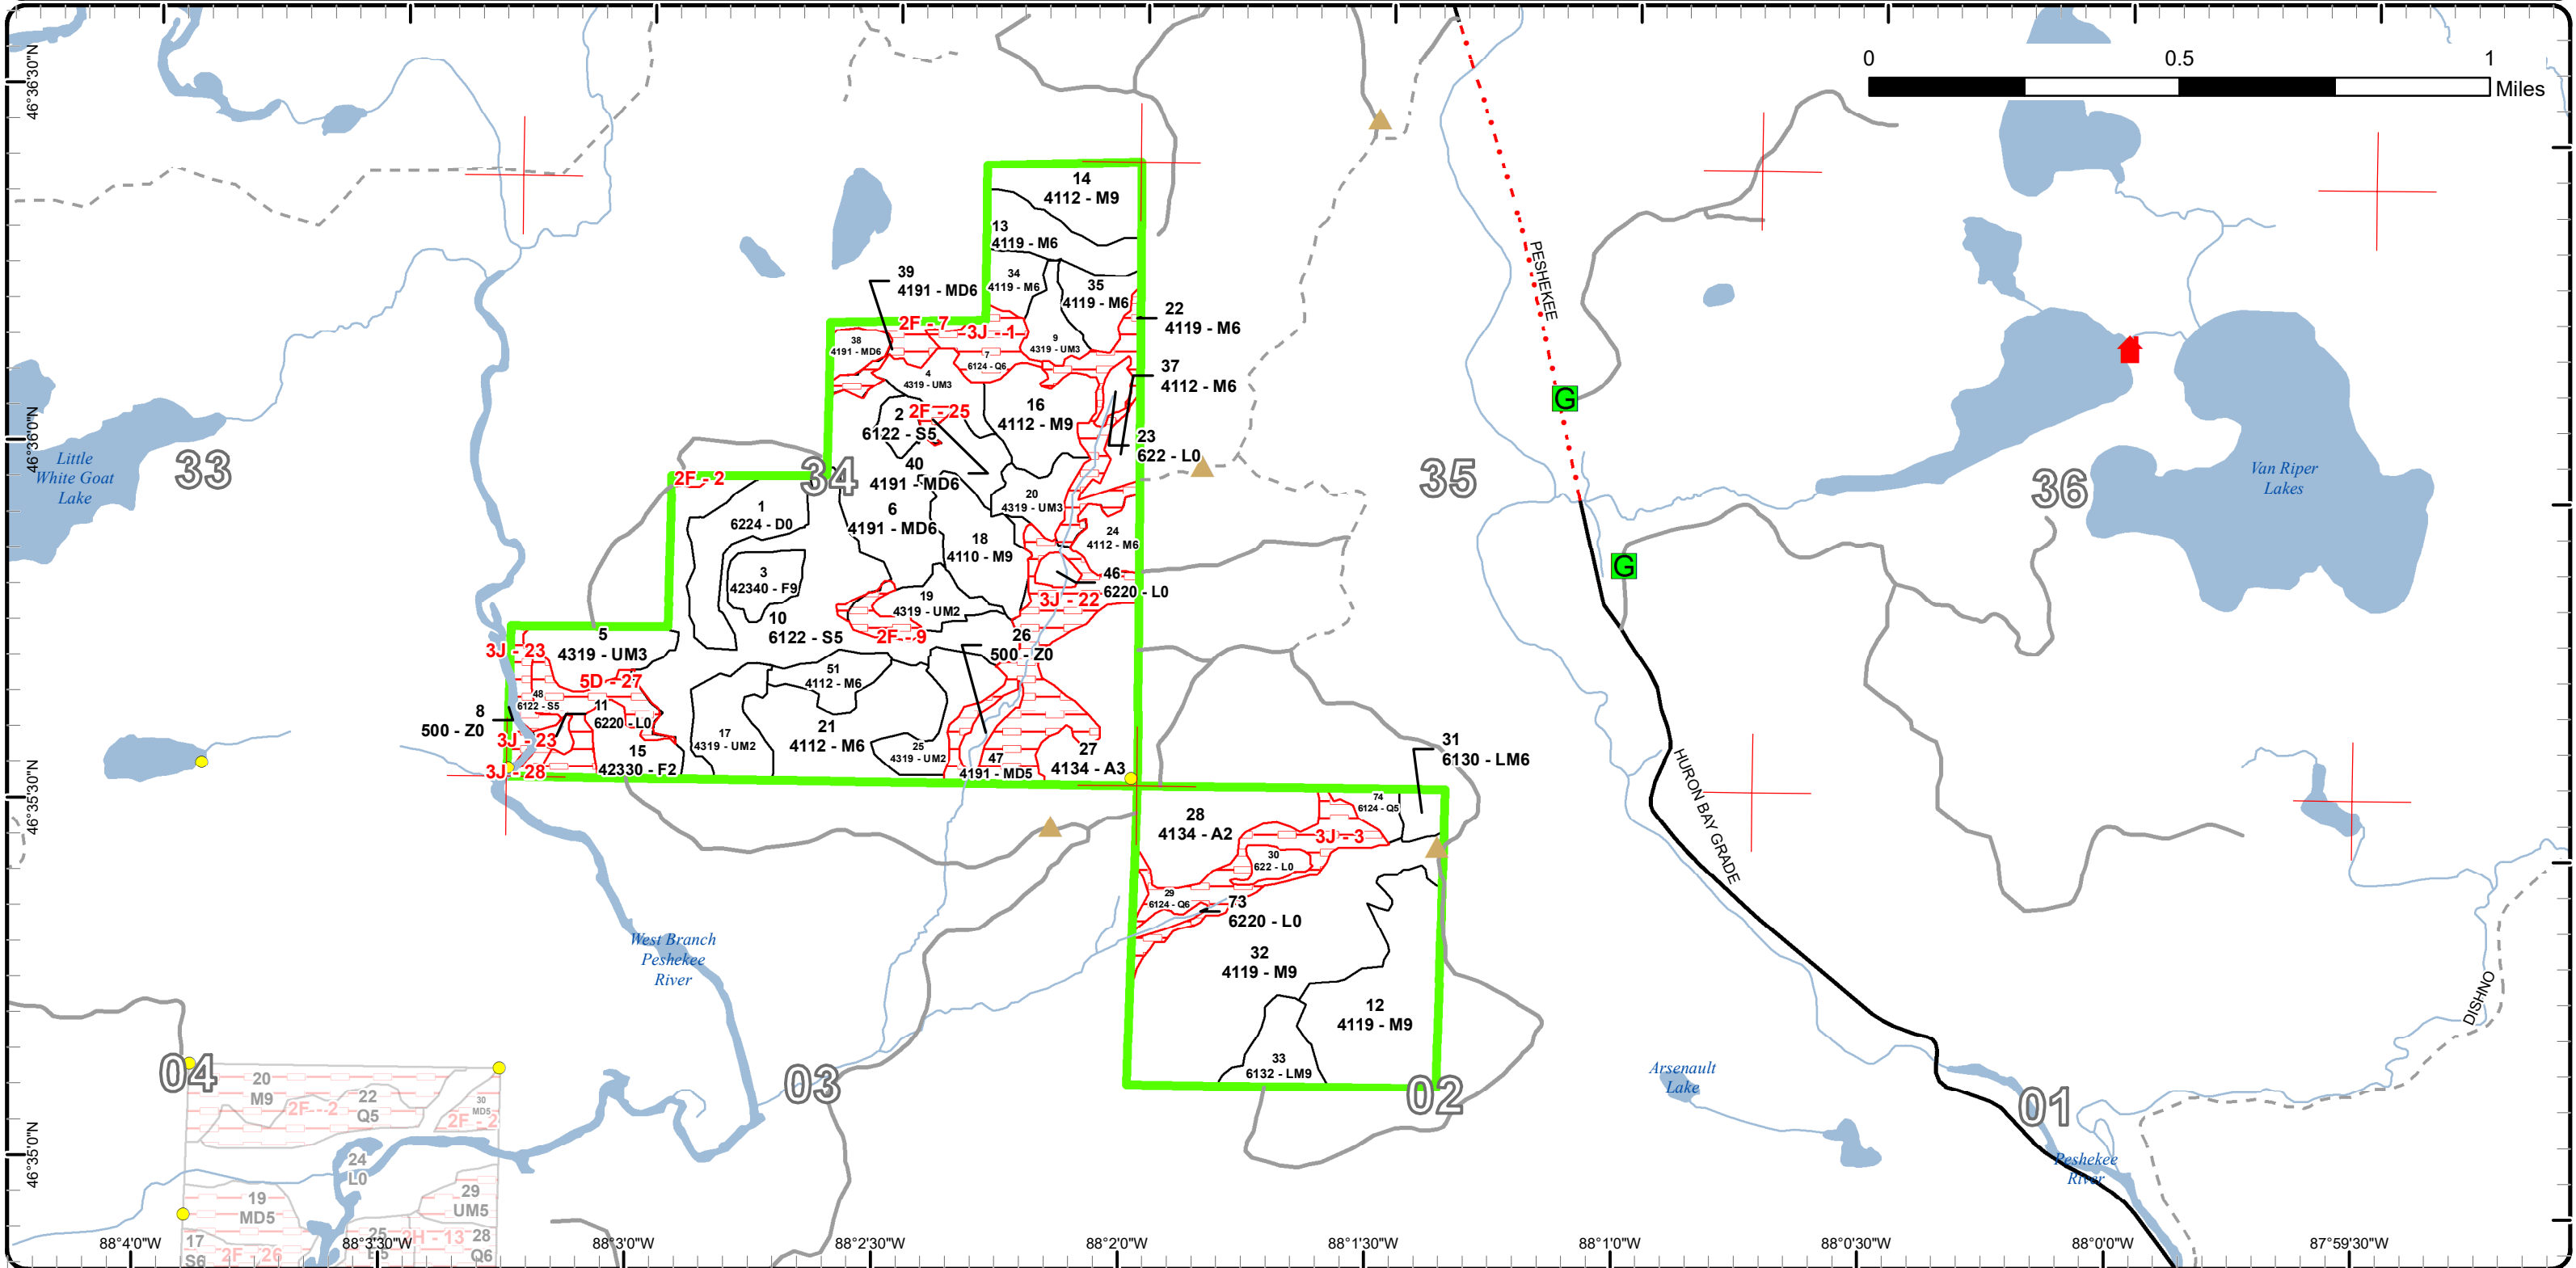 0
0.5
1
Miles
46°36'30"N
46°36'0"N
46°35'30"N
46°35'0"N
14
4112 - M9
13
4119 - M6
34
4119 - M6
35
4119 - M6
39
4191 - MD6
22
4119 - M6
2F - 7
3J - 1
38
4191 - MD6
9
4319 - UM3
7
6124 - Q6
4
4319 - UM3
37
4112 - M6
2
6122 - S5
2F - 25
16
4112 - M9
23
622 - L0
40
4191 - MD6
33
34
35
36
2F - 2
1
6224 - D0
6
4191 - MD6
20
4319 - UM3
18
4110 - M9
24
4112 - M6
3
42340 - F9
46
6220 - L0
3J - 22
19
4319 - UM2
10
6122 - S5
2F - 9
26
500 - Z0
5
4319 - UM3
3J - 23
5D - 27
51
4112 - M6
48
6122 - S5
11
6220 - L0
8
500 - Z0
3J - 23
17
4319 - UM2
21
4112 - M6
25
4319 - UM2
47
4191 - MD5
27
4134 - A3
15
42330 - F2
3J - 28
31
6130 - LM6
74
6124 - Q5
28
4134 - A2
3J - 3
30
622 - L0
29
6124 - Q6
73
6220 - L0
32
4119 - M9
12
4119 - M9
33
6132 - LM9
Little
White Goat
Lake
Van Riper
Lakes
PESHEKEE
G
G
HURON BAY GRADE
West Branch
Peshekee
River
Arsenault
Lake
DISHNO
Peshekee
River
04
03
02
01
20
M9
22
Q5
2F - 2
30
MD5
2F - 2
24
L0
19
MD5
29
UM5
17
S6
2F - 26
25
2H - 13
28
Q6
88°4'0"W
88°3'30"W
88°3'0"W
88°2'30"W
88°2'0"W
88°1'30"W
88°1'0"W
88°0'30"W
88°0'0"W
87°59'30"W